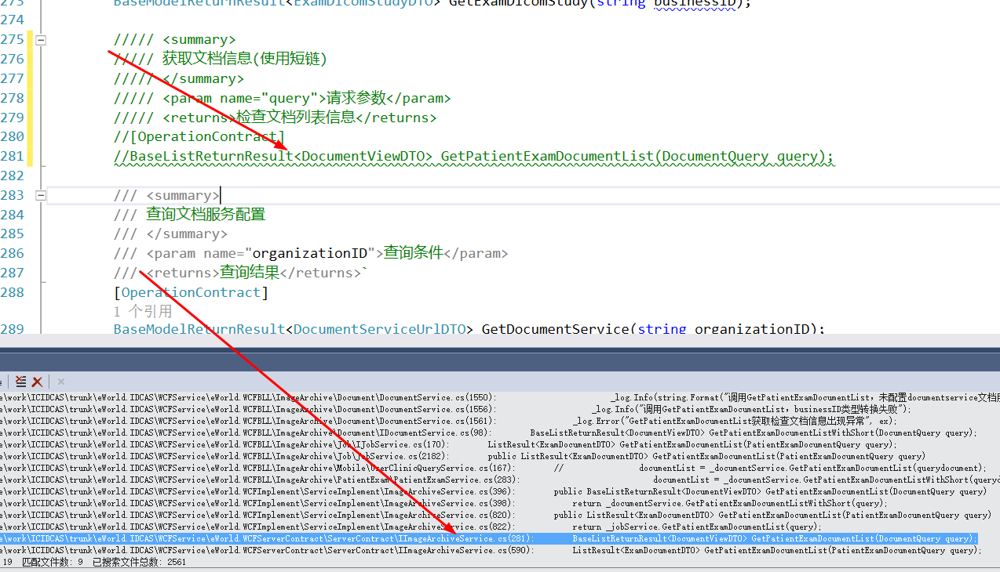 273 BaseModelReturnResult<ExamDicomStudyDTO> GetExamDicomStudy(string businessID);
274
275 ///// <summary>
276 ///// 获取文档信息(使用短链)
277 ///// </summary>
278 ///// <param name="query">请求参数</param>
279 ///// <returns>检查文档列表信息</returns>
280 //[OperationContract]
281 //BaseListReturnResult<DocumentViewDTO> GetPatientExamDocumentList(DocumentQuery query);
282
283 /// <summary>
284 /// 查询文档服务配置
285 /// </summary>
286 /// <param name="organizationID">查询条件</param>
287 /// <returns>查询结果</returns>`
288 [OperationContract]
1 个引用
289 BaseModelReturnResult<DocumentServiceUrlDTO> GetDocumentService(string organizationID);
e\work\ICIDCAS\trunk\eWorld.IDCAS\WCFService\eWorld.WCFBLL\ImageArchive\Document\DocumentService.cs(1550): _log.Info(string.Format("调用GetPatientExamDocumentList，未配置documentservice文档
e\work\ICIDCAS\trunk\eWorld.IDCAS\WCFService\eWorld.WCFBLL\ImageArchive\Document\DocumentService.cs(1556): _log.Info("调用GetPatientExamDocumentList，businessID类型转换失败");
e\work\ICIDCAS\trunk\eWorld.IDCAS\WCFService\eWorld.WCFBLL\ImageArchive\Document\DocumentService.cs(1561): _log.Error("GetPatientExamDocumentList获取检查文档信息出现异常", ex);
e\work\ICIDCAS\trunk\eWorld.IDCAS\WCFService\eWorld.WCFBLL\ImageArchive\Document\IDocumentService.cs(98): BaseListReturnResult<DocumentViewDTO> GetPatientExamDocumentListWithShort(DocumentQuery query);
e\work\ICIDCAS\trunk\eWorld.IDCAS\WCFService\eWorld.WCFBLL\ImageArchive\Job\IJobService.cs(170): ListResult<ExamDocumentDTO> GetPatientExamDocumentList(PatientExamDocumentQuery query);
e\work\ICIDCAS\trunk\eWorld.IDCAS\WCFService\eWorld.WCFBLL\ImageArchive\Job\JobService.cs(2182): public ListResult<ExamDocumentDTO> GetPatientExamDocumentList(PatientExamDocumentQuery query)
e\work\ICIDCAS\trunk\eWorld.IDCAS\WCFService\eWorld.WCFBLL\ImageArchive\Mobile\UserClinicQueryService.cs(167): // documentList = _documentService.GetPatientExamDocumentList(querydocument);
e\work\ICIDCAS\trunk\eWorld.IDCAS\WCFService\eWorld.WCFBLL\ImageArchive\PatientExam\PatientExamService.cs(283): documentList = _documentService.GetPatientExamDocumentListWithShort(queryd
e\work\ICIDCAS\trunk\eWorld.IDCAS\WCFService\eWorld.WCFImplement\ServiceImplement\ImageArchiveService.cs(396): public BaseListReturnResult<DocumentViewDTO> GetPatientExamDocumentList(DocumentQuery query)
e\work\ICIDCAS\trunk\eWorld.IDCAS\WCFService\eWorld.WCFImplement\ServiceImplement\ImageArchiveService.cs(398): return _documentService.GetPatientExamDocumentListWithShort(query);
e\work\ICIDCAS\trunk\eWorld.IDCAS\WCFService\eWorld.WCFImplement\ServiceImplement\ImageArchiveService.cs(820): public ListResult<ExamDocumentDTO> GetPatientExamDocumentList(PatientExamDocumentQuery query)
e\work\ICIDCAS\trunk\eWorld.IDCAS\WCFService\eWorld.WCFImplement\ServiceImplement\ImageArchiveService.cs(822): return _jobService.GetPatientExamDocumentList(query);
e\work\ICIDCAS\trunk\eWorld.IDCAS\WCFService\eWorld.WCFServerContract\ServerContract\IImageArchiveService.cs(281): BaseListReturnResult<DocumentViewDTO> GetPatientExamDocumentList(DocumentQuery query);
e\work\ICIDCAS\trunk\eWorld.IDCAS\WCFService\eWorld.WCFServerContract\ServerContract\IImageArchiveService.cs(590): ListResult<ExamDocumentDTO> GetPatientExamDocumentList(PatientExamDocumentQuery query);
19 匹配文件数: 9 已搜索文件总数: 2561